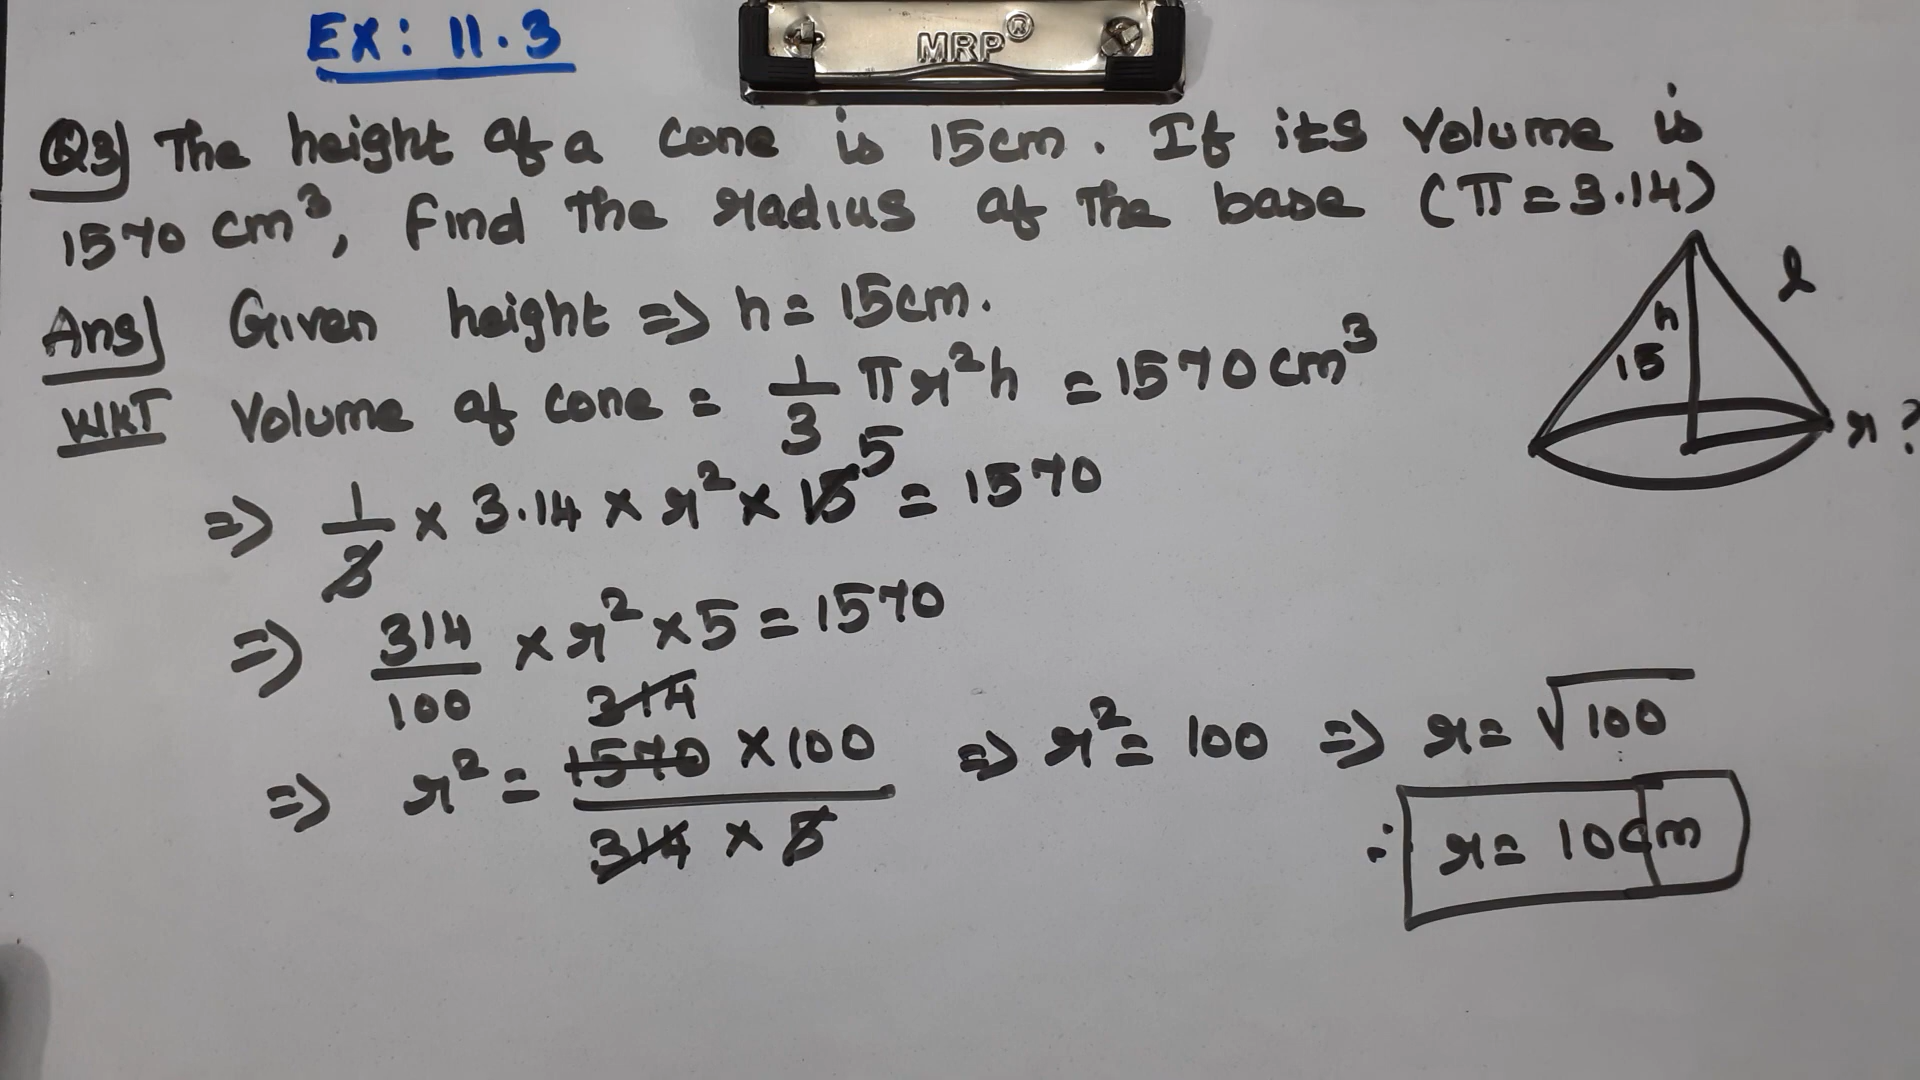 EX: 11.3
MRP®
Q3) The height of a cone is 15cm. If its volume is
1570 cm³, Find the radius of the base (π=3.14)
Ans) Given height => h= 15cm.
WKT Volume of cone = 1/3 πr²h = 1570 cm³
=> 1/3 × 3.14 × r² × 15 5 = 1570
=> 314/100 × r² × 5 = 1570
314
=> r² = 1570 × 100 / 314 × 5 => r² = 100 => r= √100
∴ r= 10cm
l
h
15
r ?